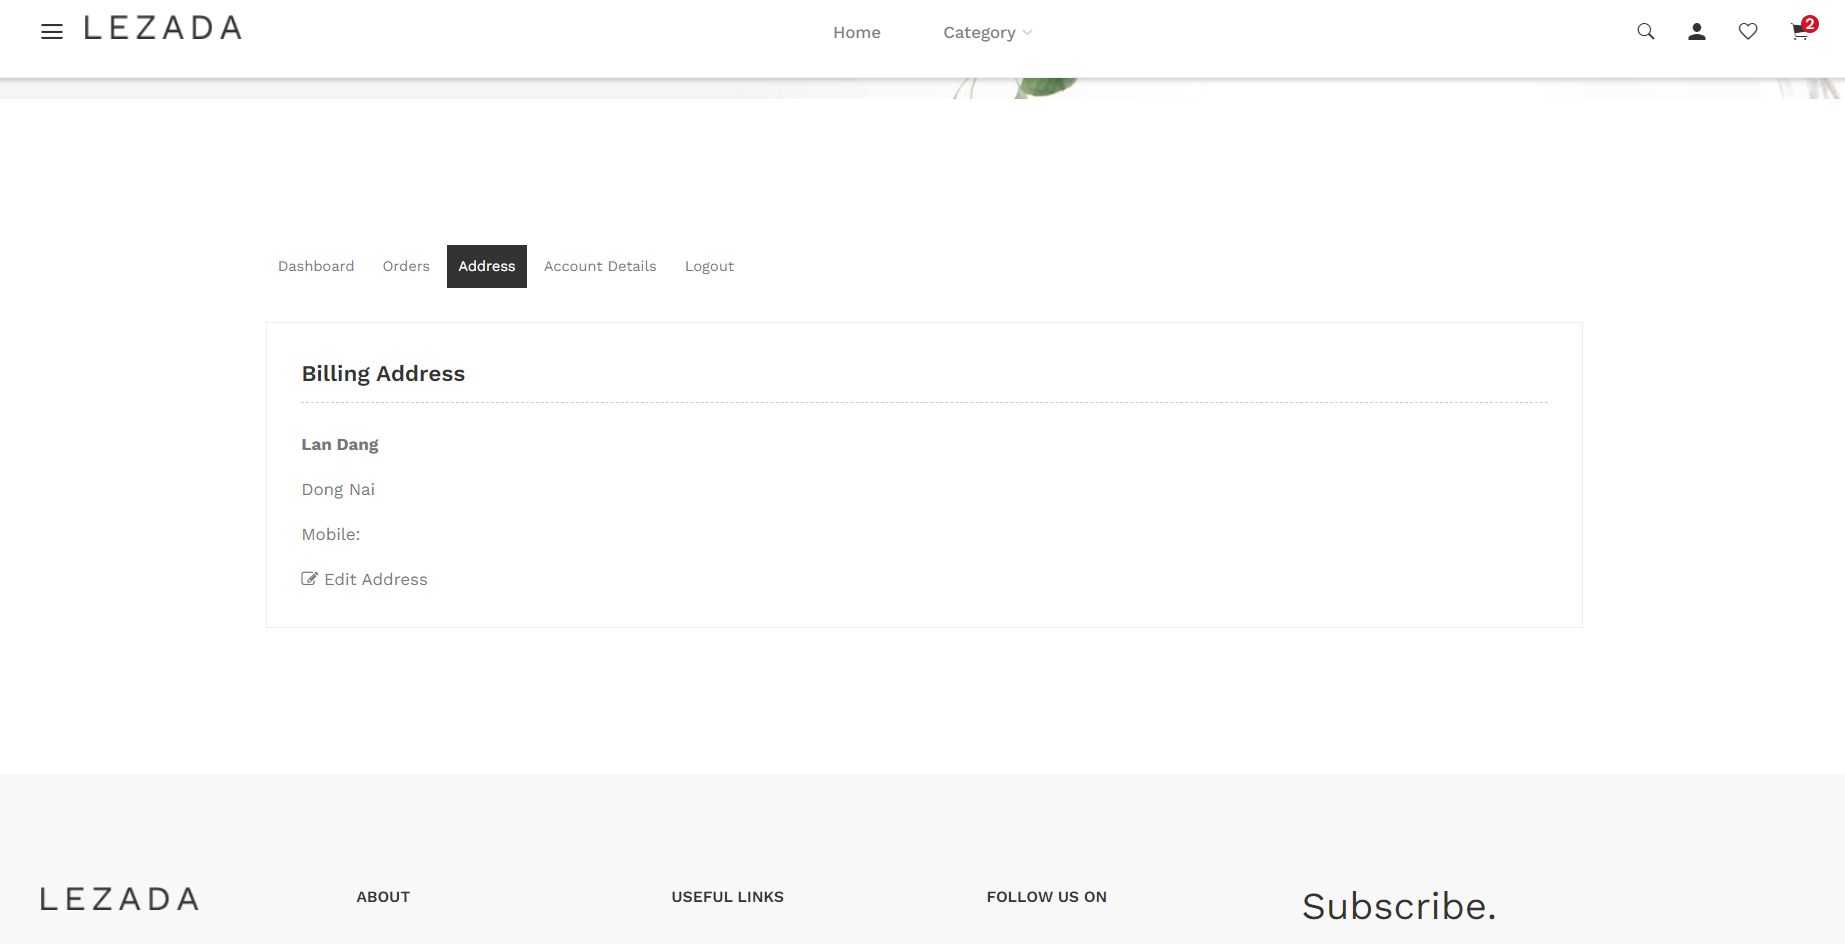 LEZADA
Home Category
2
Dashboard Orders Address Account Details Logout
Billing Address
Lan Dang
Dong Nai
Mobile:
Edit Address
LEZADA
ABOUT
USEFUL LINKS
FOLLOW US ON
Subscribe.